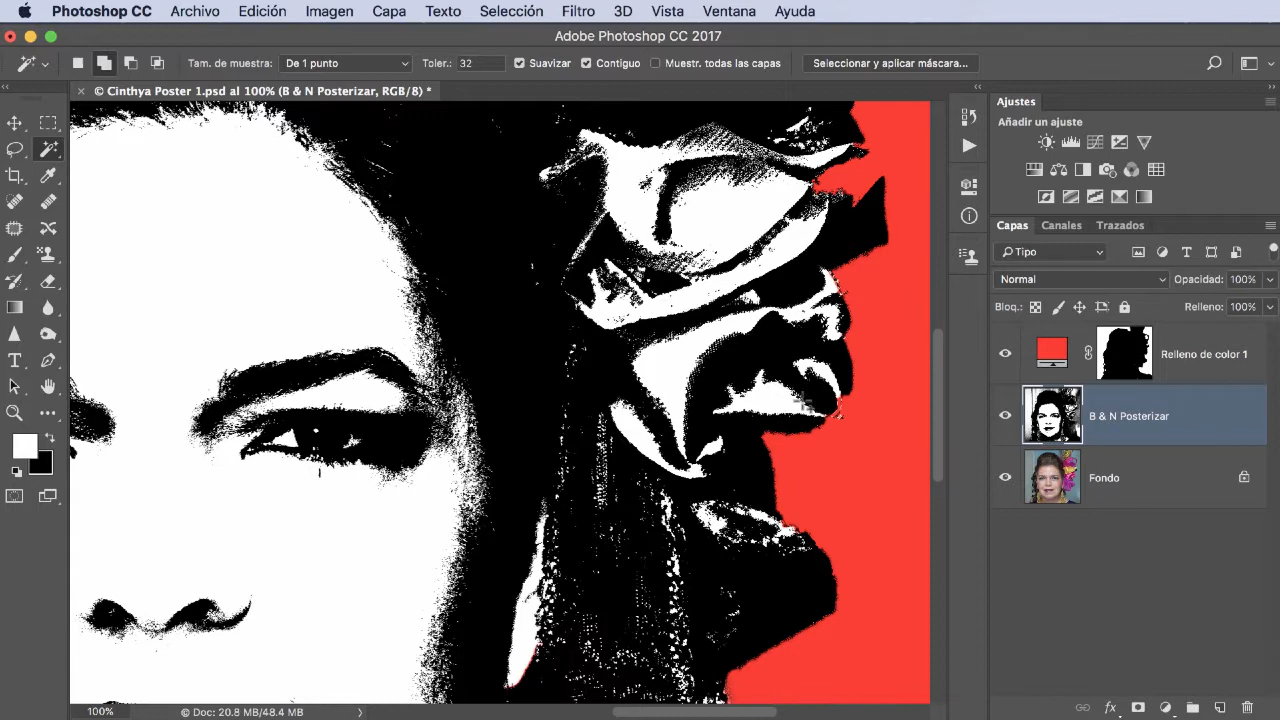 Photoshop CC Archivo Edición Imagen Capa Texto Selección Filtro 3D Vista Ventana Ayuda
Adobe Photoshop CC 2017
Tam. de muestra: De 1 punto Toler.: 32 Suavizar Contiguo Muestr. todas las capas Seleccionar y aplicar máscara...
© Cinthya Poster 1.psd al 100% (B & N Posterizar, RGB/8) *
Ajustes
Añadir un ajuste
Capas Canales Trazados
Tipo
Normal Opacidad: 100%
Bloq.: Relleno: 100%
Relleno de color 1
B & N Posterizar
Fondo
100% © Doc: 20.8 MB/48.4 MB